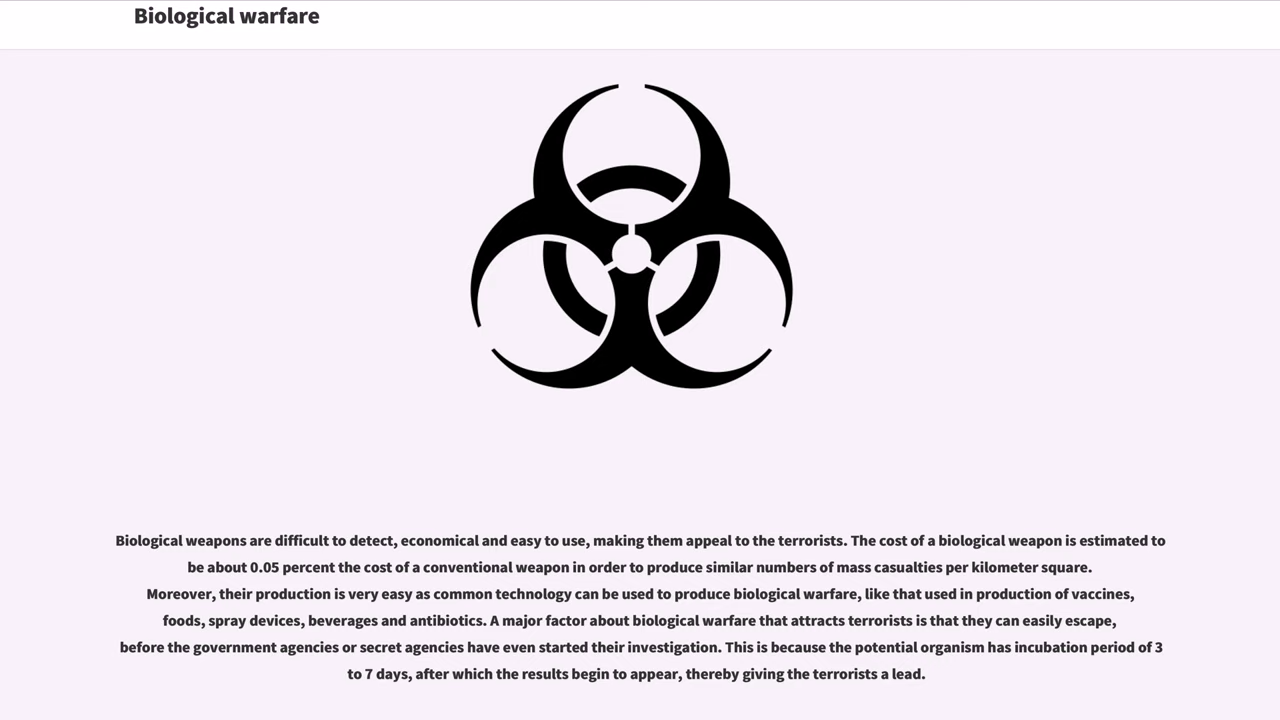 Biological warfare
Biological weapons are difficult to detect, economical and easy to use, making them appeal to the terrorists. The cost of a biological weapon is estimated to
be about 0.05 percent the cost of a conventional weapon in order to produce similar numbers of mass casualties per kilometer square.
Moreover, their production is very easy as common technology can be used to produce biological warfare, like that used in production of vaccines,
foods, spray devices, beverages and antibiotics. A major factor about biological warfare that attracts terrorists is that they can easily escape,
before the government agencies or secret agencies have even started their investigation. This is because the potential organism has incubation period of 3
to 7 days, after which the results begin to appear, thereby giving the terrorists a lead.